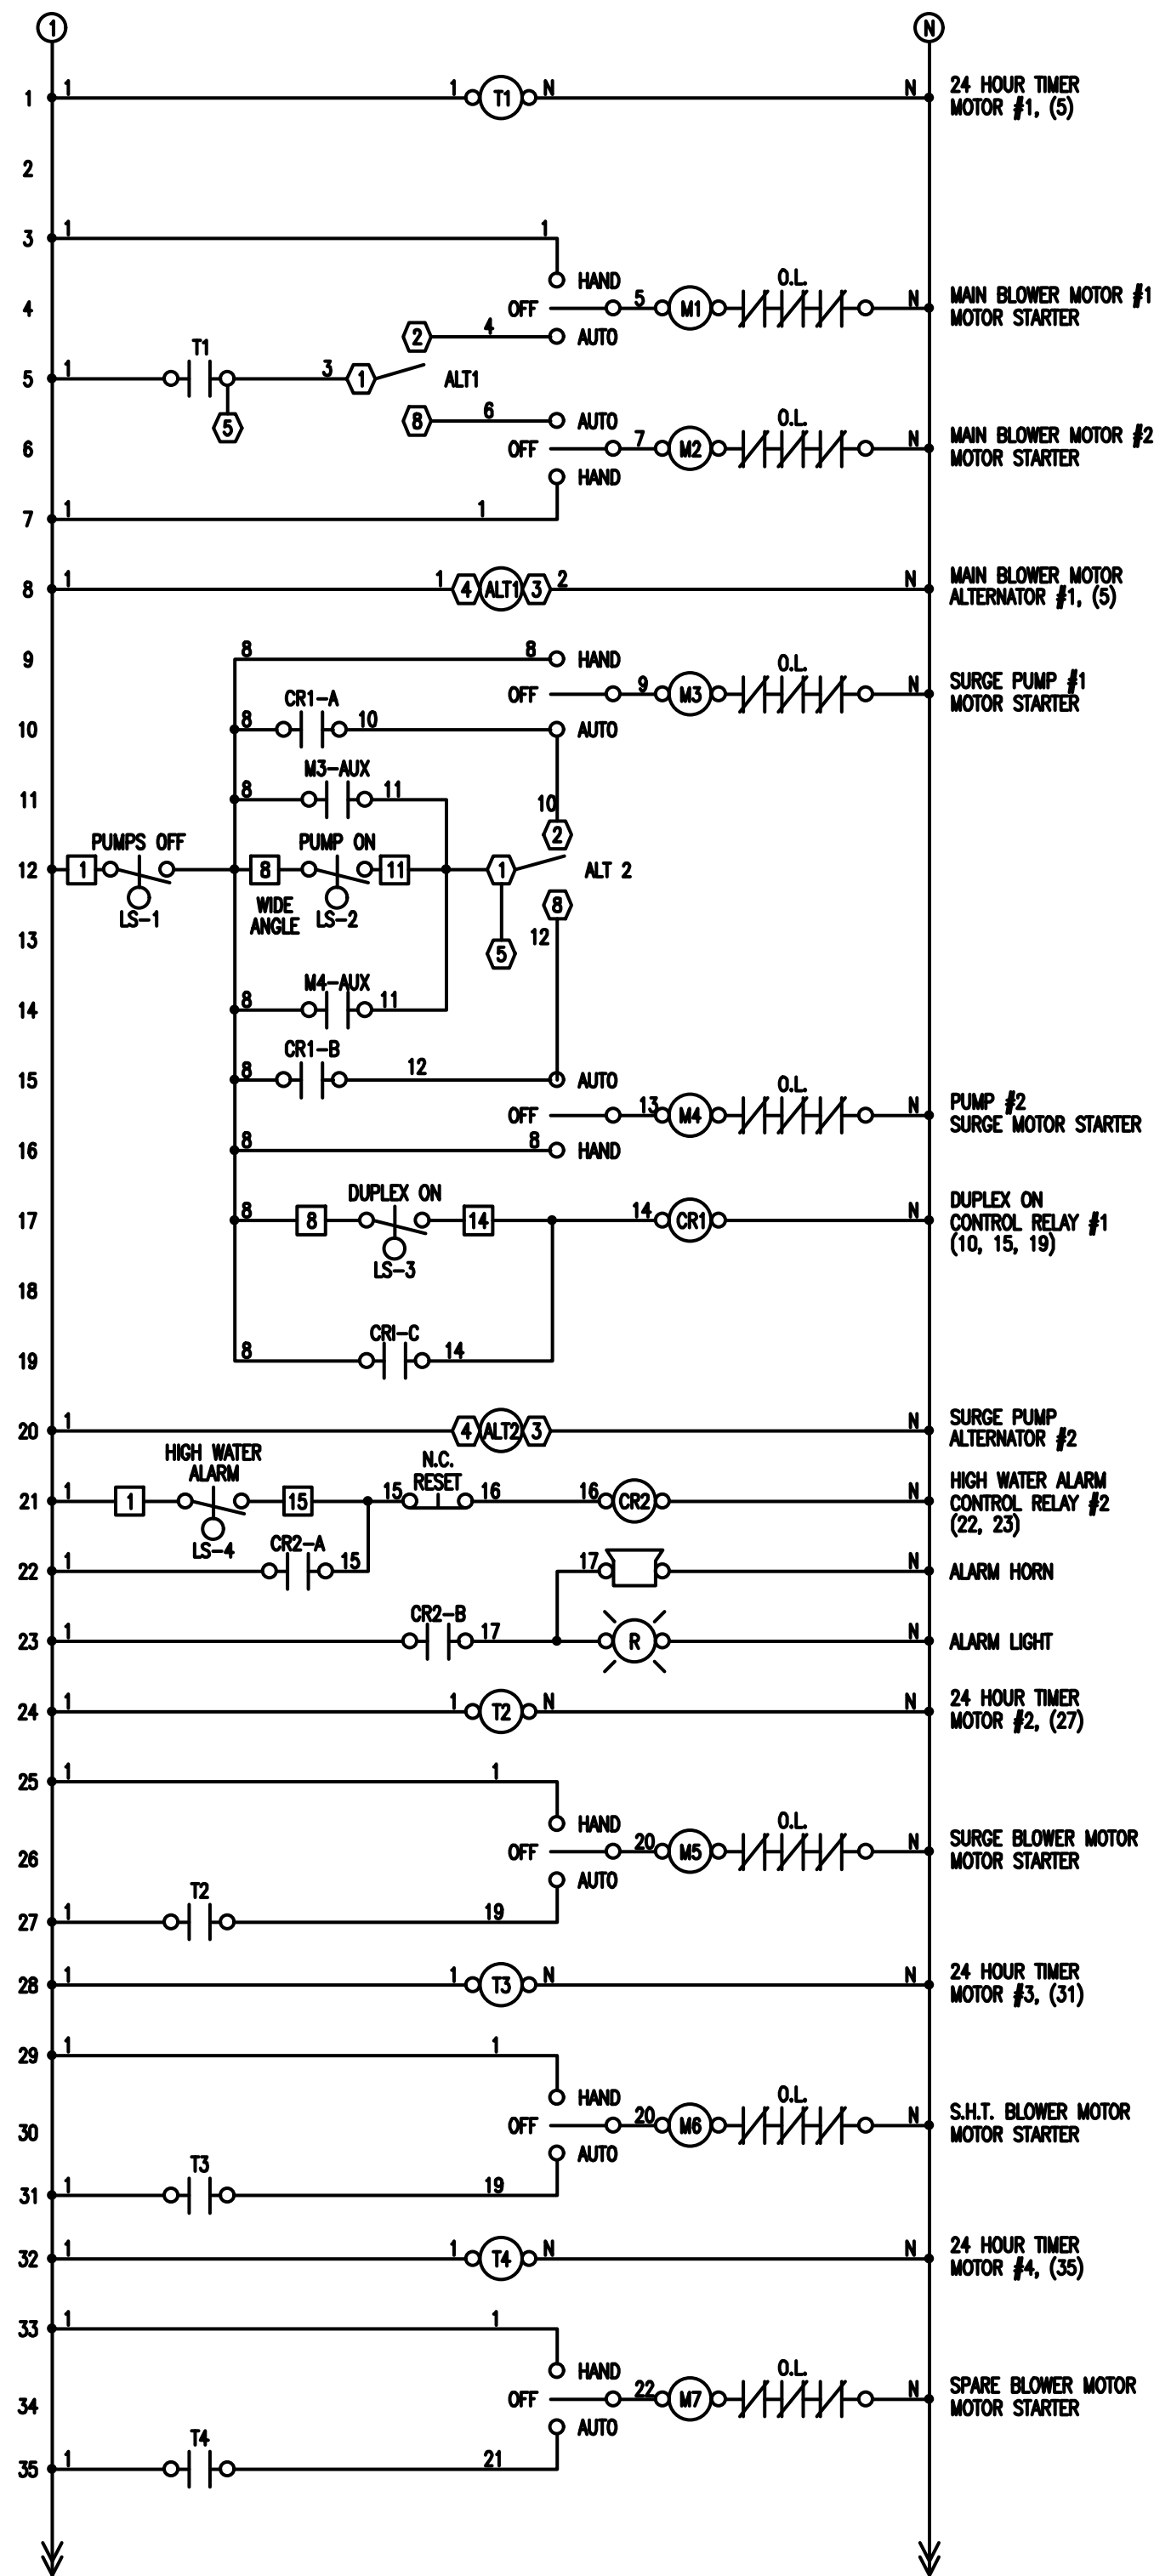 1 N
1 1 1 T1 N N 24 HOUR TIMER
MOTOR #1, (5)
2
3 1 1
HAND O.L.
4 OFF 5 M1 N MAIN BLOWER MOTOR #1
MOTOR STARTER
2 4 AUTO
T1
5 1 3 1 ALT1
5
8 6 AUTO O.L.
6 OFF 7 M2 N MAIN BLOWER MOTOR #2
MOTOR STARTER
HAND
7 1 1
8 1 1 4 ALT1 3 2 N MAIN BLOWER MOTOR
ALTERNATOR #1, (5)
9 8 8 HAND O.L.
OFF 9 M3 N SURGE PUMP #1
MOTOR STARTER
CR1-A
10 8 10 AUTO
M3-AUX
11 8 11 10
2
PUMPS OFF PUMP ON
12 1 8 11 1 ALT 2
WIDE
ANGLE
LS-1 LS-2
8
13 12
5
M4-AUX
14 8 11
CR1-B
15 8 12 AUTO O.L.
OFF 13 M4 N PUMP #2
SURGE MOTOR STARTER
16 8 8 HAND
DUPLEX ON
17 8 8 14 14 CR1 N DUPLEX ON
CONTROL RELAY #1
(10, 15, 19)
LS-3
18
CRI-C
19 8 14
20 1 4 ALT2 3 N SURGE PUMP
ALTERNATOR #2
HIGH WATER
ALARM
N.C.
RESET
21 1 1 15 15 16 16 CR2 N HIGH WATER ALARM
CONTROL RELAY #2
(22, 23)
LS-4
CR2-A
22 1 15 17 N ALARM HORN
CR2-B
23 1 17 R N ALARM LIGHT
24 1 1 T2 N N 24 HOUR TIMER
MOTOR #2, (27)
25 1 1
HAND O.L.
26 OFF 20 M5 N SURGE BLOWER MOTOR
MOTOR STARTER
AUTO
T2
27 1 19
28 1 1 T3 N N 24 HOUR TIMER
MOTOR #3, (31)
29 1 1
HAND O.L.
30 OFF 20 M6 N S.H.T. BLOWER MOTOR
MOTOR STARTER
AUTO
T3
31 1 19
32 1 1 T4 N N 24 HOUR TIMER
MOTOR #4, (35)
33 1 1
HAND O.L.
34 OFF 22 M7 N SPARE BLOWER MOTOR
MOTOR STARTER
AUTO
T4
35 1 21